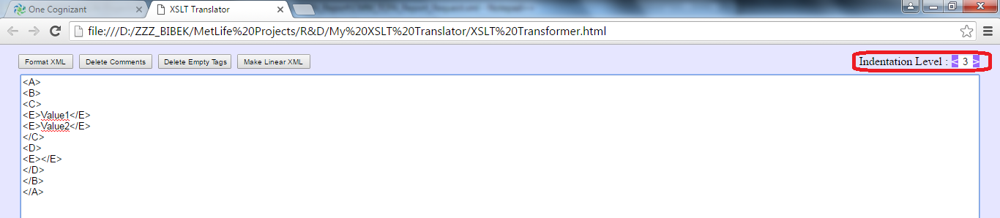 One Cognizant
XSLT Translator
file:///D:/ZZZ_BIBEK/MetLife%20Projects/R&D/My%20XSLT%20Translator/XSLT%20Transformer.html
Format XML Delete Comments Delete Empty Tags Make Linear XML Indentation Level : < 3 >
<A>
<B>
<C>
<E>Value1</E>
<E>Value2</E>
</C>
<D>
<E></E>
</D>
</B>
</A>